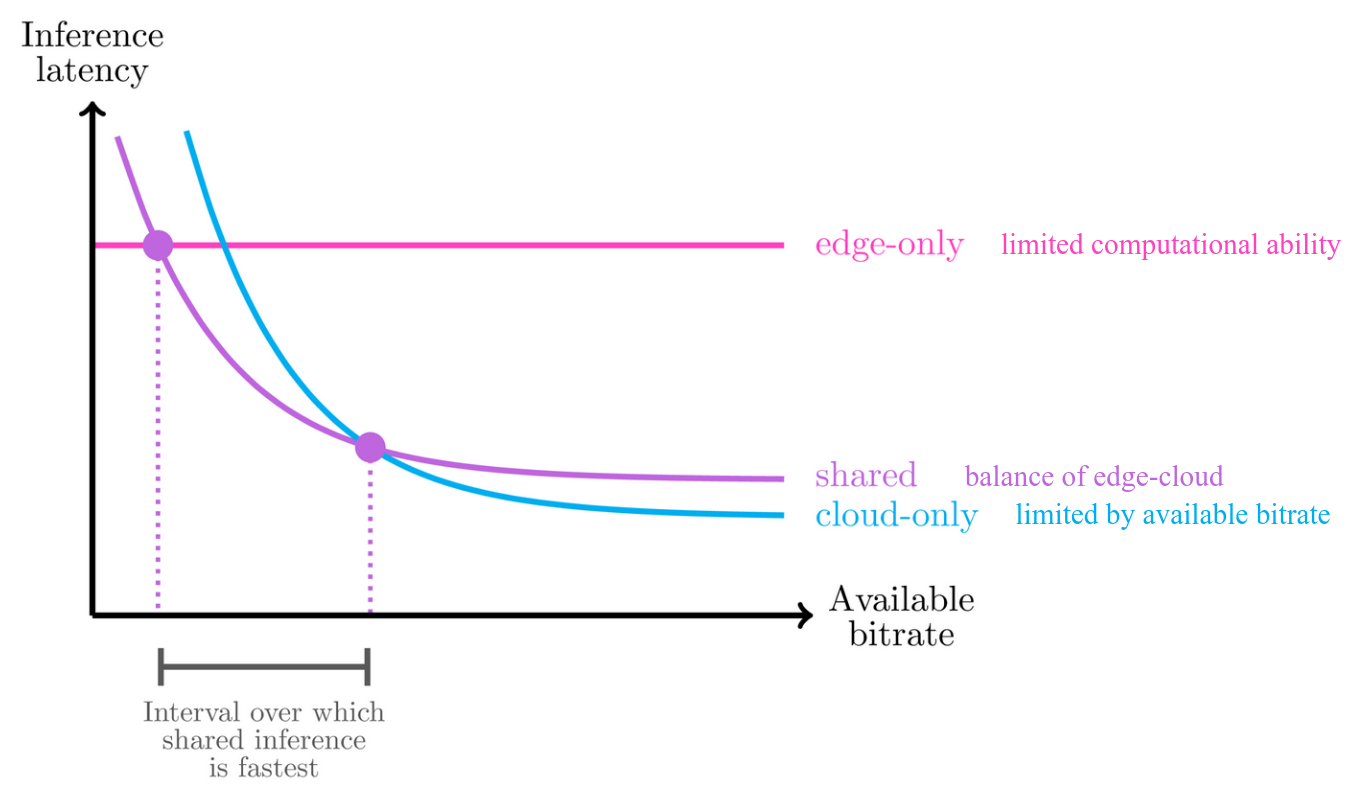 Inference
latency
edge-only limited computational ability
shared balance of edge-cloud
cloud-only limited by available bitrate
Available
bitrate
Interval over which
shared inference
is fastest